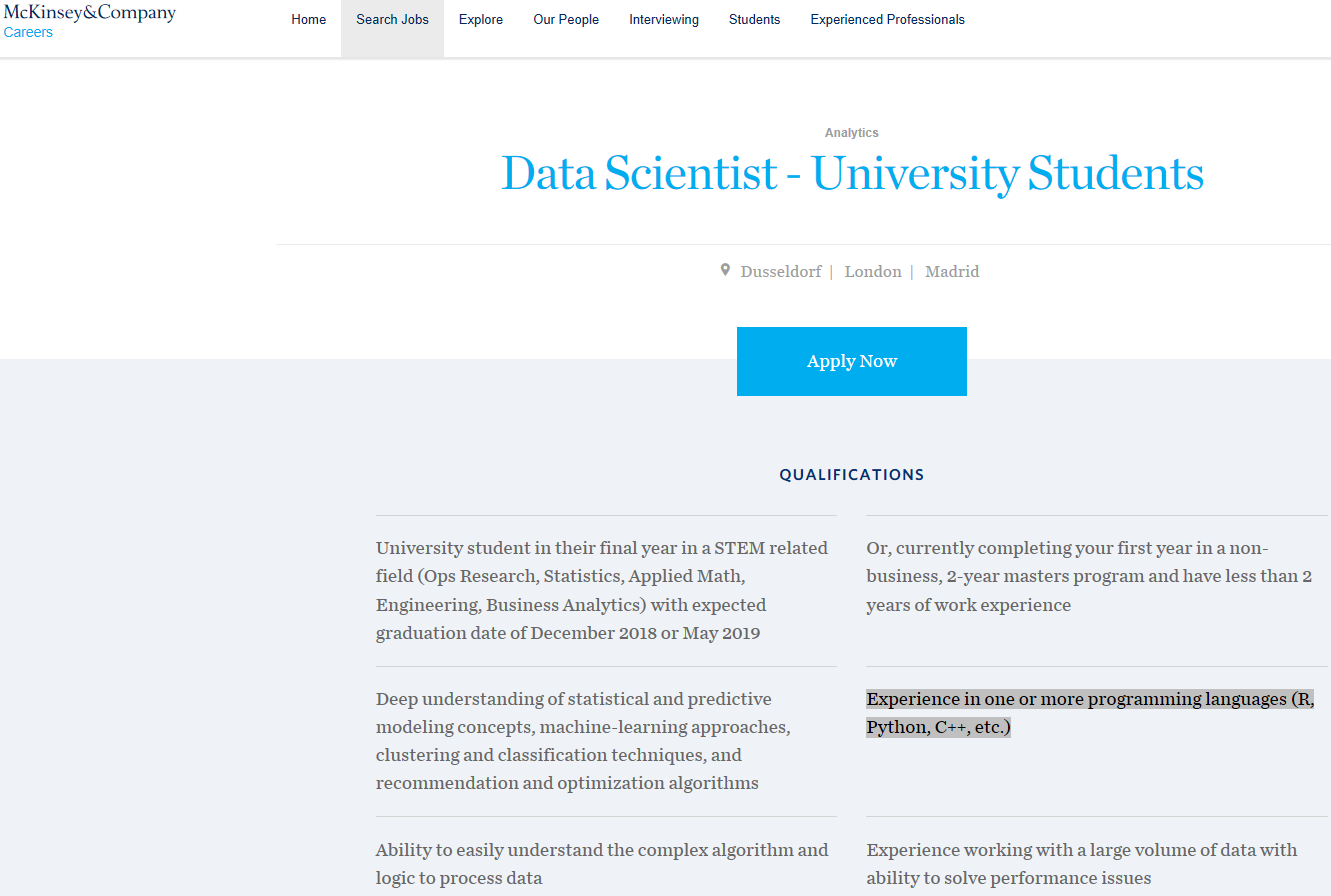 McKinsey&Company
Careers
Home Search Jobs Explore Our People Interviewing Students Experienced Professionals
Analytics
Data Scientist - University Students
Dusseldorf | London | Madrid
Apply Now
QUALIFICATIONS
University student in their final year in a STEM related
field (Ops Research, Statistics, Applied Math,
Engineering, Business Analytics) with expected
graduation date of December 2018 or May 2019
Or, currently completing your first year in a non-
business, 2-year masters program and have less than 2
years of work experience
Deep understanding of statistical and predictive
modeling concepts, machine-learning approaches,
clustering and classification techniques, and
recommendation and optimization algorithms
Experience in one or more programming languages (R,
Python, C++, etc.)
Ability to easily understand the complex algorithm and
logic to process data
Experience working with a large volume of data with
ability to solve performance issues